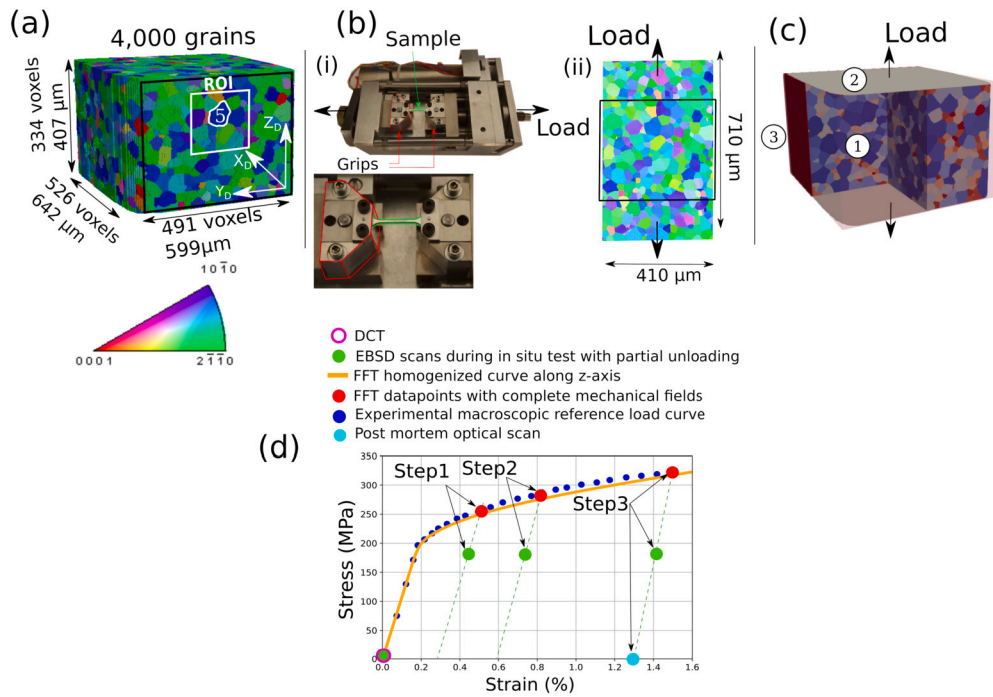 (a)
4,000 grains
ROI
5
Z_D
X_D
Y_D
334 voxels
407 μm
526 voxels
642 μm
491 voxels
599μm
101̄0
0001
21̄1̄0
(b)
Sample
(i)
Load
Grips
(ii)
Load
710 μm
410 μm
(c)
Load
2
3
1
DCT
EBSD scans during in situ test with partial unloading
FFT homogenized curve along z-axis
FFT datapoints with complete mechanical fields
Experimental macroscopic reference load curve
Post mortem optical scan
(d)
Step1
Step2
Step3
Stress (MPa)
350
300
250
200
150
100
50
0
0.0 0.2 0.4 0.6 0.8 1.0 1.2 1.4 1.6
Strain (%)